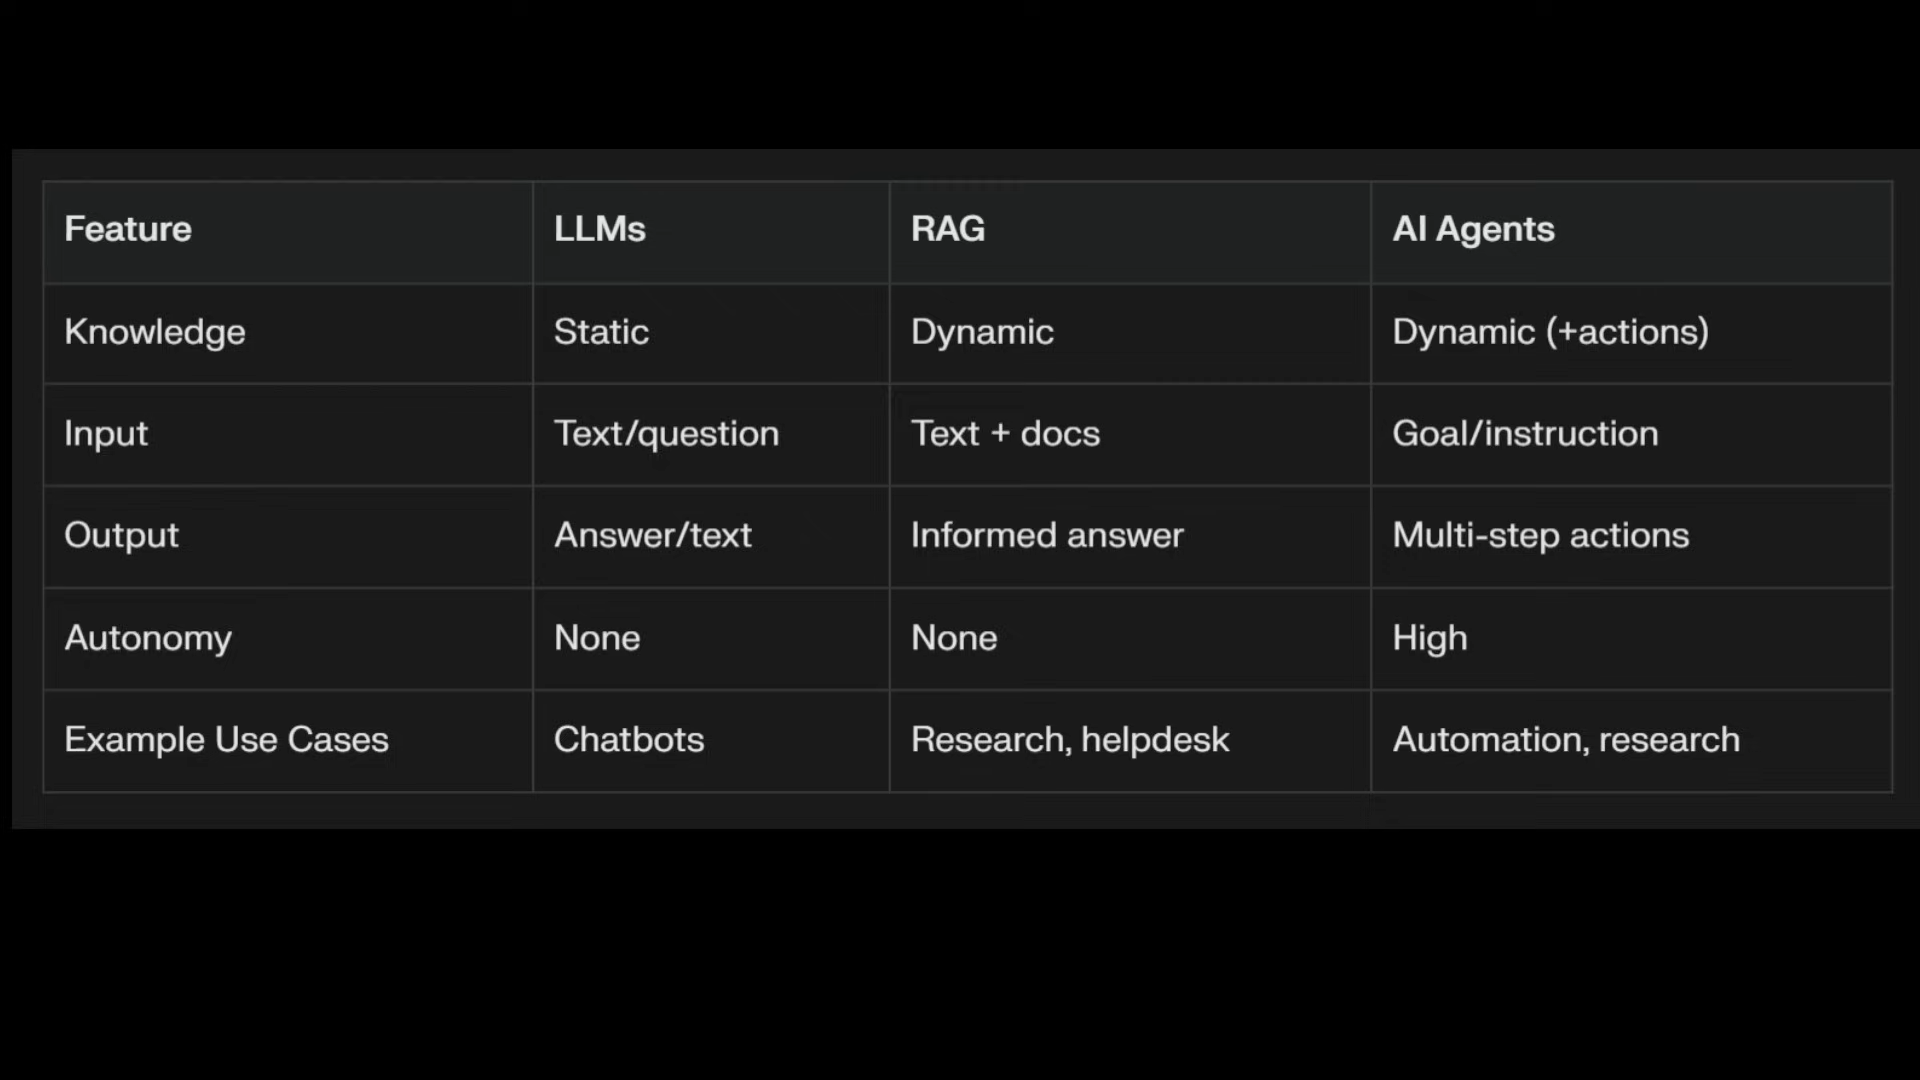 Feature LLMs RAG AI Agents
Knowledge Static Dynamic Dynamic (+actions)
Input Text/question Text + docs Goal/instruction
Output Answer/text Informed answer Multi-step actions
Autonomy None None High
Example Use Cases Chatbots Research, helpdesk Automation, research